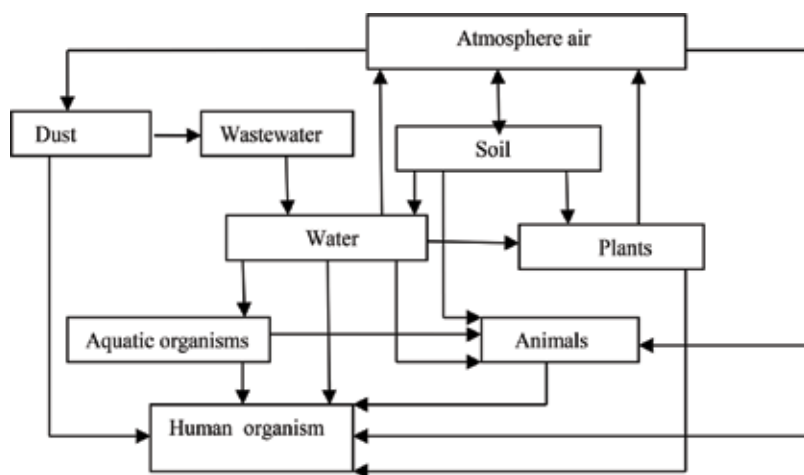 Atmosphere air
Dust
Wastewater
Soil
Water
Plants
Aquatic organisms
Animals
Human organism